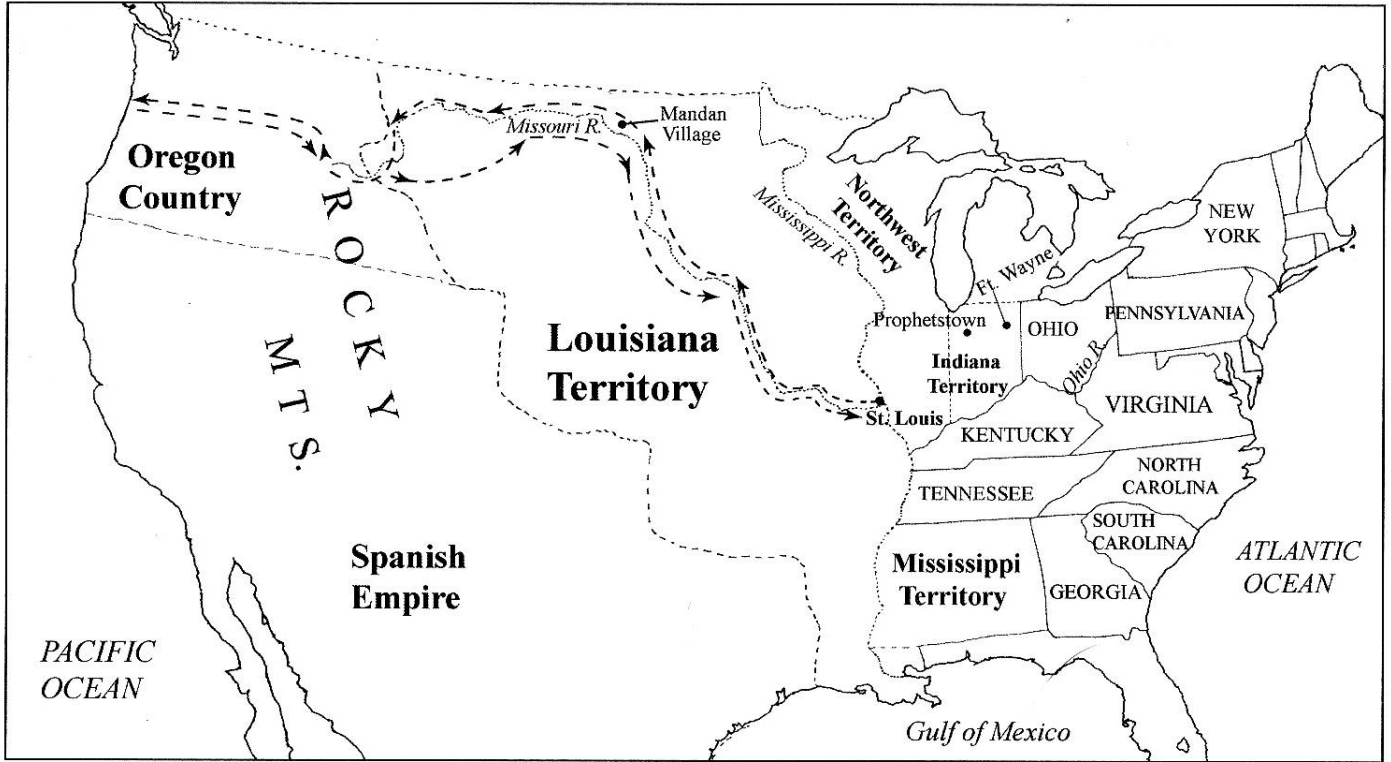 Mandan
Village
Missouri R.
Oregon
Country
ROCKY
MTS.
Northwest
Territory
Mississippi R.
NEW
YORK
Ft. Wayne
Prophetstown
OHIO
PENNSYLVANIA
Ohio R.
Indiana
Territory
Louisiana
Territory
St. Louis
VIRGINIA
KENTUCKY
NORTH
CAROLINA
TENNESSEE
SOUTH
CAROLINA
Spanish
Empire
Mississippi
Territory
GEORGIA
ATLANTIC
OCEAN
PACIFIC
OCEAN
Gulf of Mexico